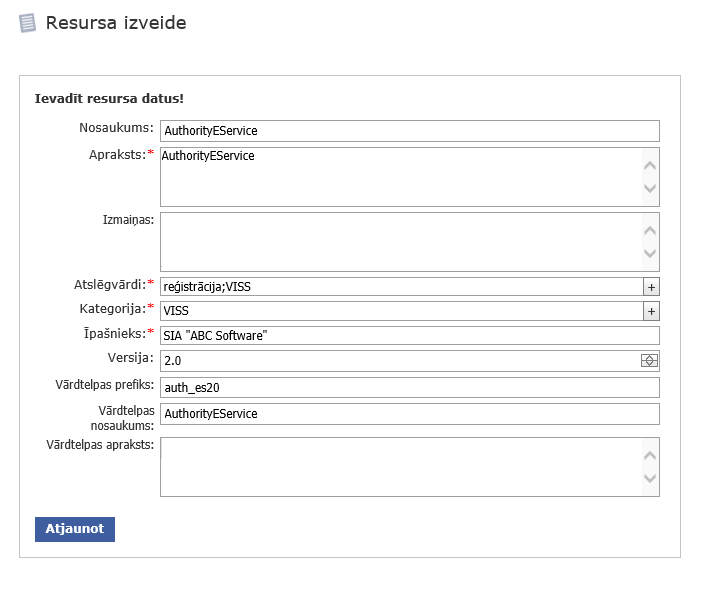 Resursa izveide
Ievadīt resursa datus!
Nosaukums: AuthorityEService
Apraksts:* AuthorityEService
Izmaiņas:
Atslēgvārdi:* reģistrācija;VISS +
Kategorija:* VISS +
Īpašnieks:* SIA "ABC Software"
Versija: 2.0
Vārdtelpas prefiks: auth_es20
Vārdtelpas
nosaukums: AuthorityEService
Vārdtelpas apraksts:
Atjaunot